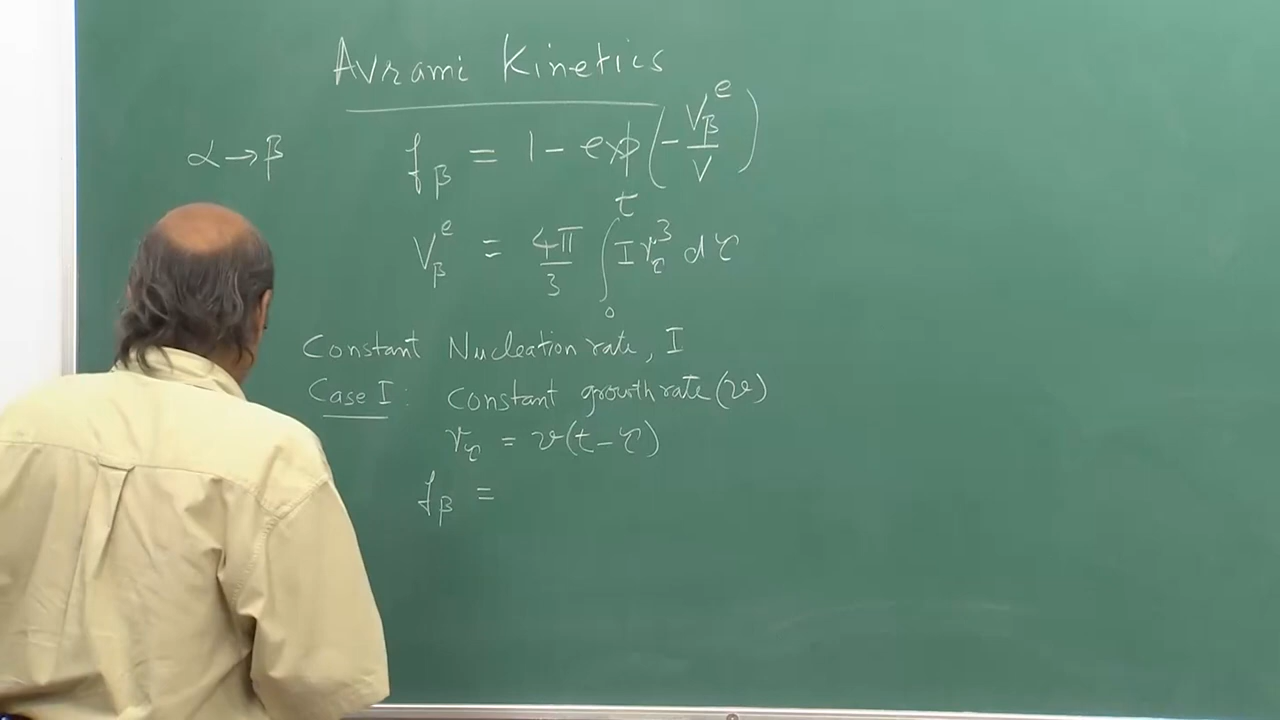 Avrami Kinetics
α→β
f_β = 1 - exp(-V_β^e/V)
V_β^e = 4π/3 ∫_0^t I r_τ^3 dτ
Constant Nucleation rate, I
Case I: Constant growth rate (v)
r_τ = v(t-τ)
f_β =